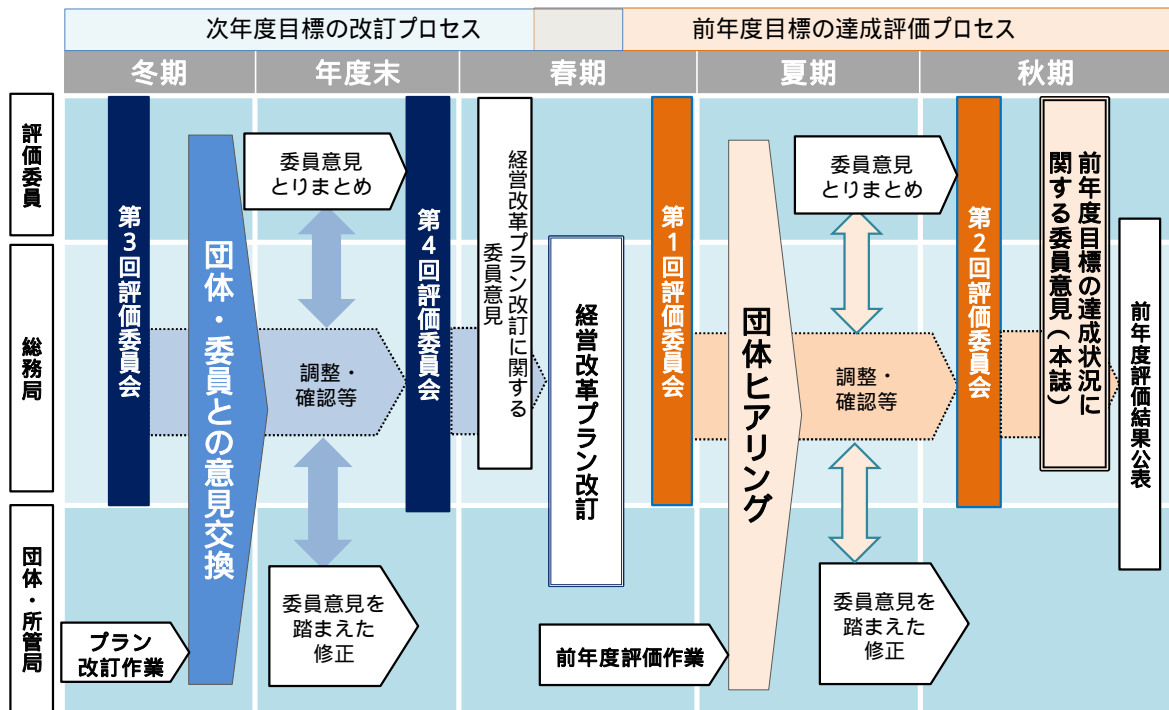 次年度目標の改訂プロセス
前年度目標の達成評価プロセス
冬期
年度末
春期
夏期
秋期
評価委員
総務局
団体・所管局
第3回評価委員会
団体・委員との意見交換
プラン
改訂作業
委員意見
とりまとめ
調整・
確認等
委員意見を
踏まえた
修正
第4回評価委員会
経営改革プラン改訂に関する
委員意見
経営改革プラン改訂
第1回評価委員会
前年度評価作業
団体ヒアリング
委員意見
とりまとめ
調整・
確認等
委員意見を
踏まえた
修正
第2回評価委員会
前年度目標の達成状況に
関する委員意見（本誌）
前年度評価結果公表